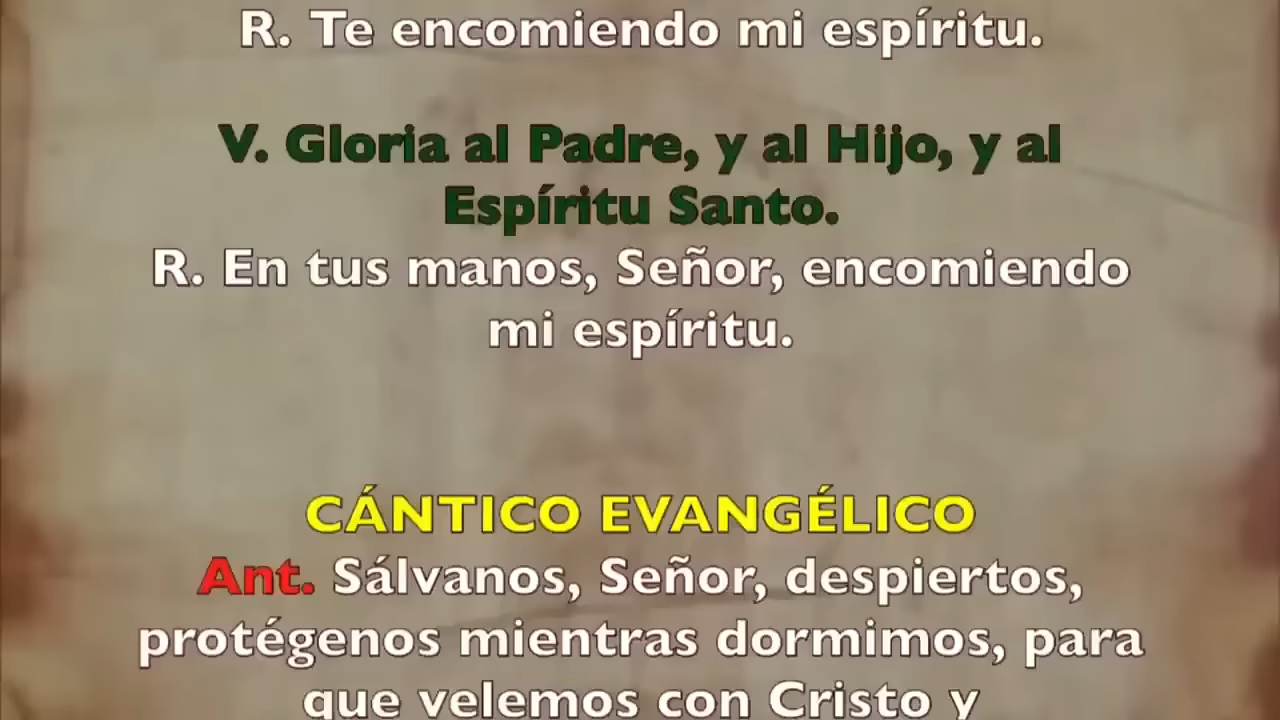 R. Te encomiendo mi espíritu.
V. Gloria al Padre, y al Hijo, y al
Espíritu Santo.
R. En tus manos, Señor, encomiendo
mi espíritu.
CÁNTICO EVANGÉLICO
Ant. Sálvanos, Señor, despiertos,
protégenos mientras dormimos, para
que velemos con Cristo y